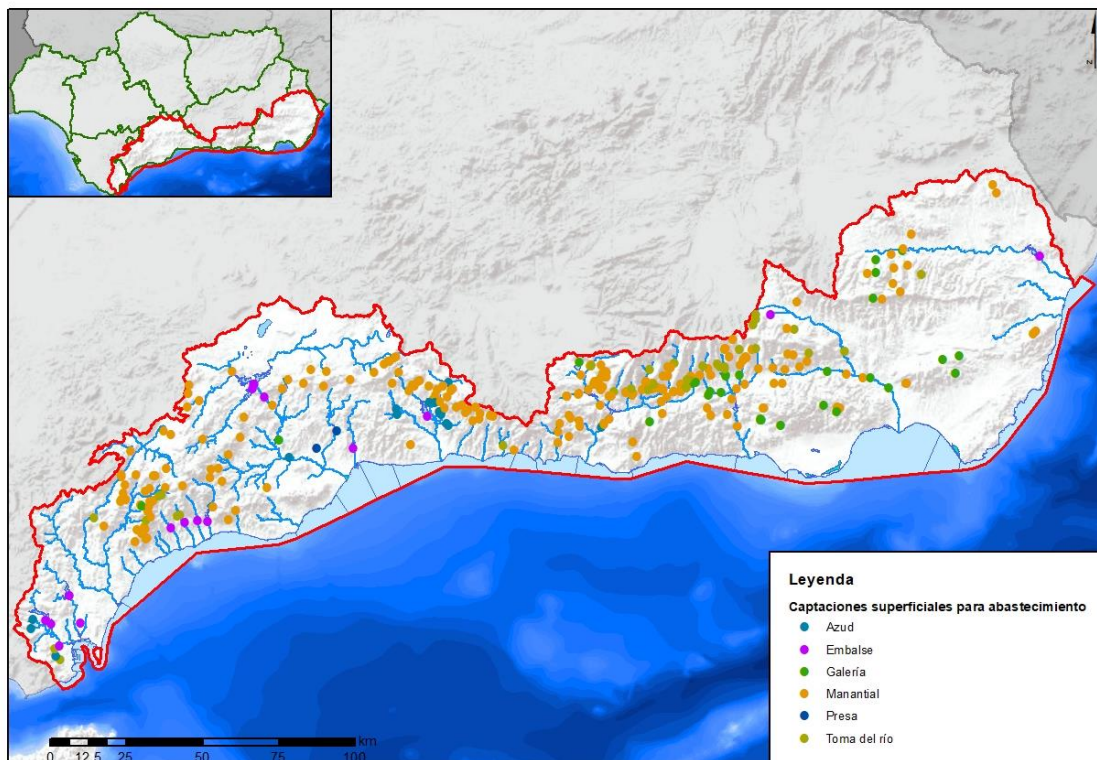 N
Leyenda
Captaciones superficiales para abastecimiento
Azud
Embalse
Galería
Manantial
Presa
Toma del río
km
0 12,5 25 50 75 100